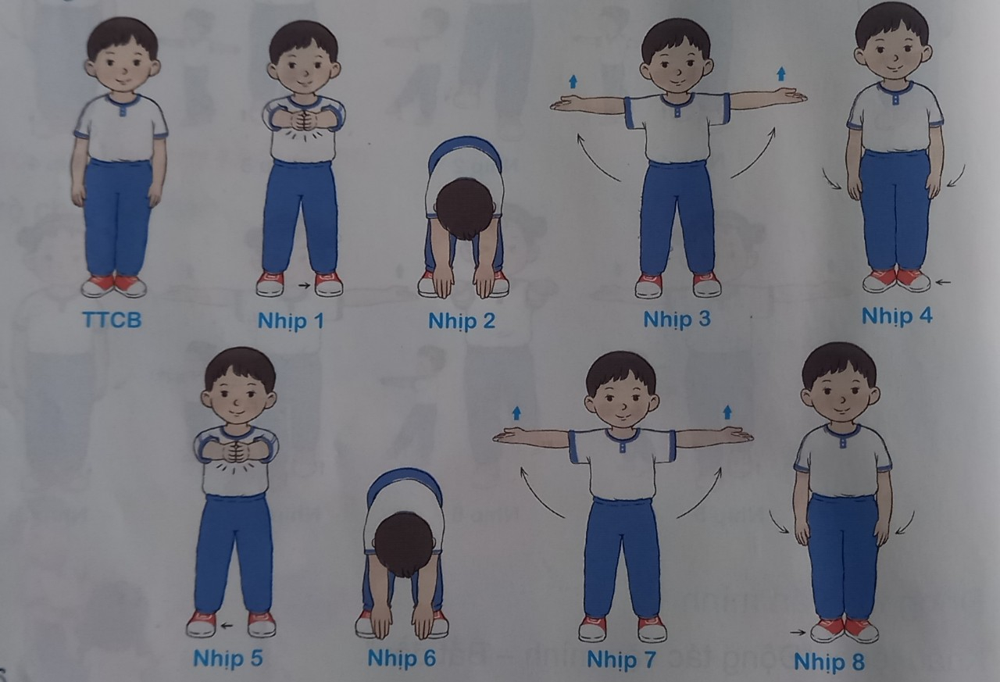 TTCB
Nhịp 1
Nhịp 2
Nhịp 3
Nhịp 4
Nhịp 5
Nhịp 6
Nhịp 7
Nhịp 8